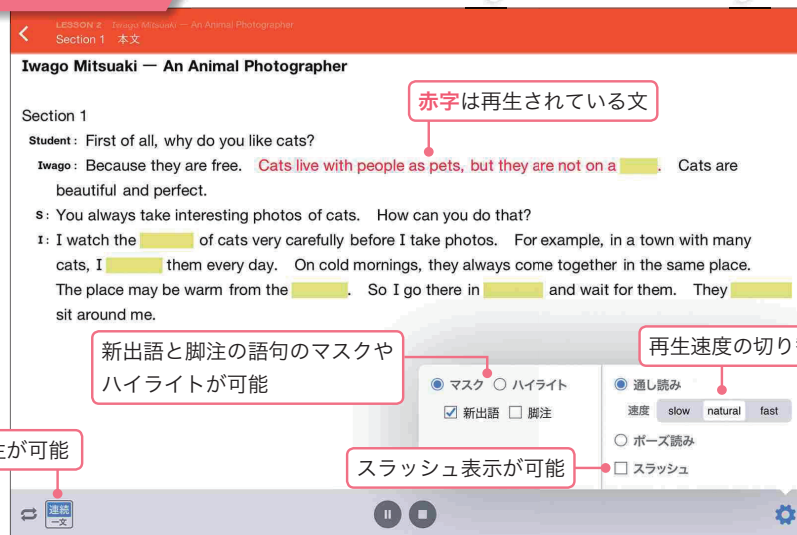 LESSON 2 Iwago Mitsuaki — An Animal Photographer
Section 1 本文
Iwago Mitsuaki — An Animal Photographer
赤字は再生されている文
Section 1
Student : First of all, why do you like cats?
Iwago : Because they are free. Cats live with people as pets, but they are not on a . Cats are
beautiful and perfect.
S : You always take interesting photos of cats. How can you do that?
I : I watch the of cats very carefully before I take photos. For example, in a town with many
cats, I them every day. On cold mornings, they always come together in the same place.
The place may be warm from the . So I go there in and wait for them. They
sit around me.
新出語と脚注の語句のマスクや
ハイライトが可能
再生速度の切り
マスク ハイライト
新出語 脚注
通し読み
速度 slow natural fast
ポーズ読み
スラッシュ
スラッシュ表示が可能
が可能
連続
一文